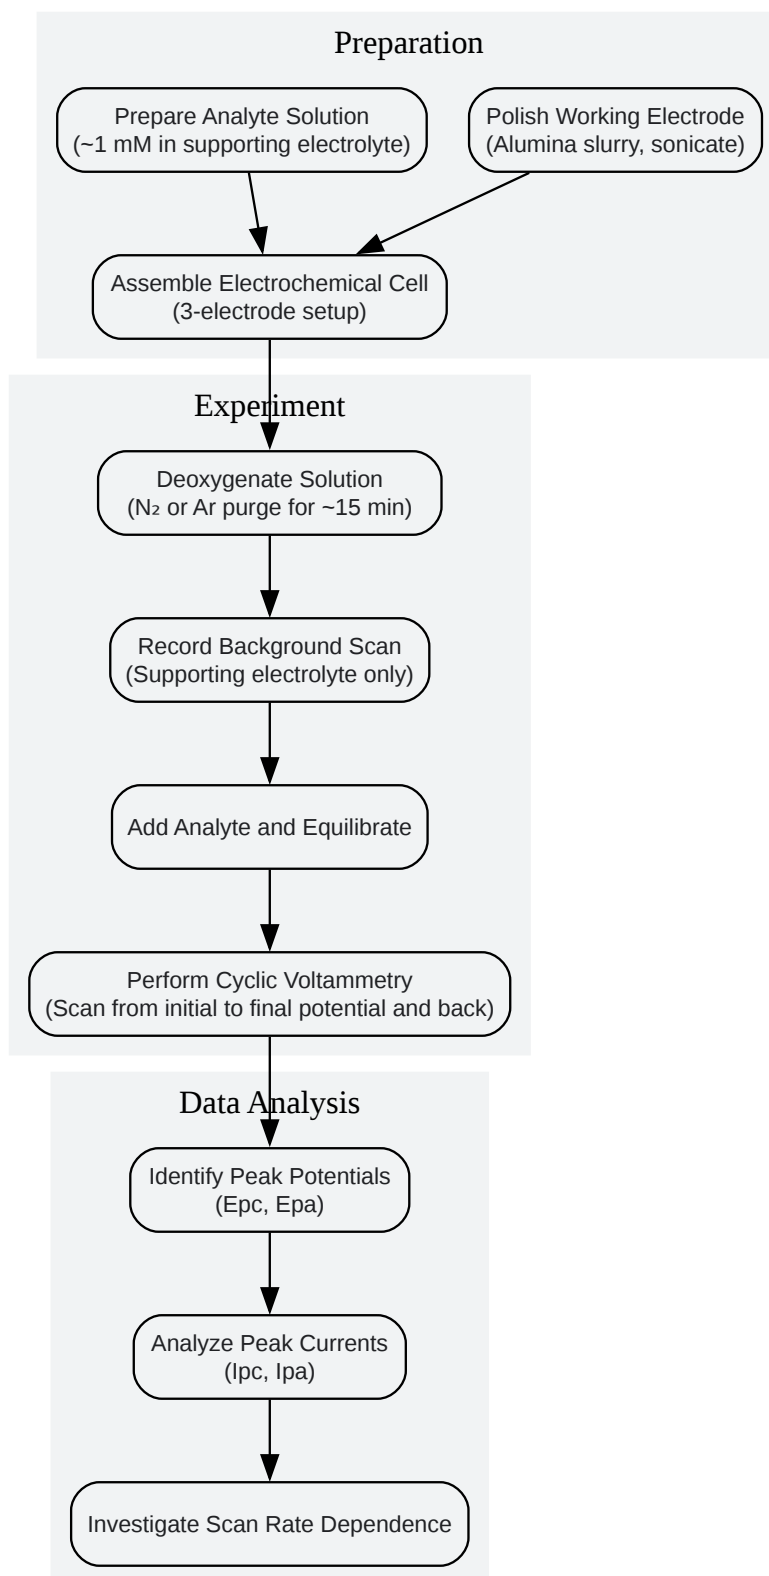 Preparation
Prepare Analyte Solution
(~1 mM in supporting electrolyte)
Polish Working Electrode
(Alumina slurry, sonicate)
Assemble Electrochemical Cell
(3-electrode setup)
Experiment
Deoxygenate Solution
(N₂ or Ar purge for ~15 min)
Record Background Scan
(Supporting electrolyte only)
Add Analyte and Equilibrate
Perform Cyclic Voltammetry
(Scan from initial to final potential and back)
Data Analysis
Identify Peak Potentials
(Epc, Epa)
Analyze Peak Currents
(Ipc, Ipa)
Investigate Scan Rate Dependence